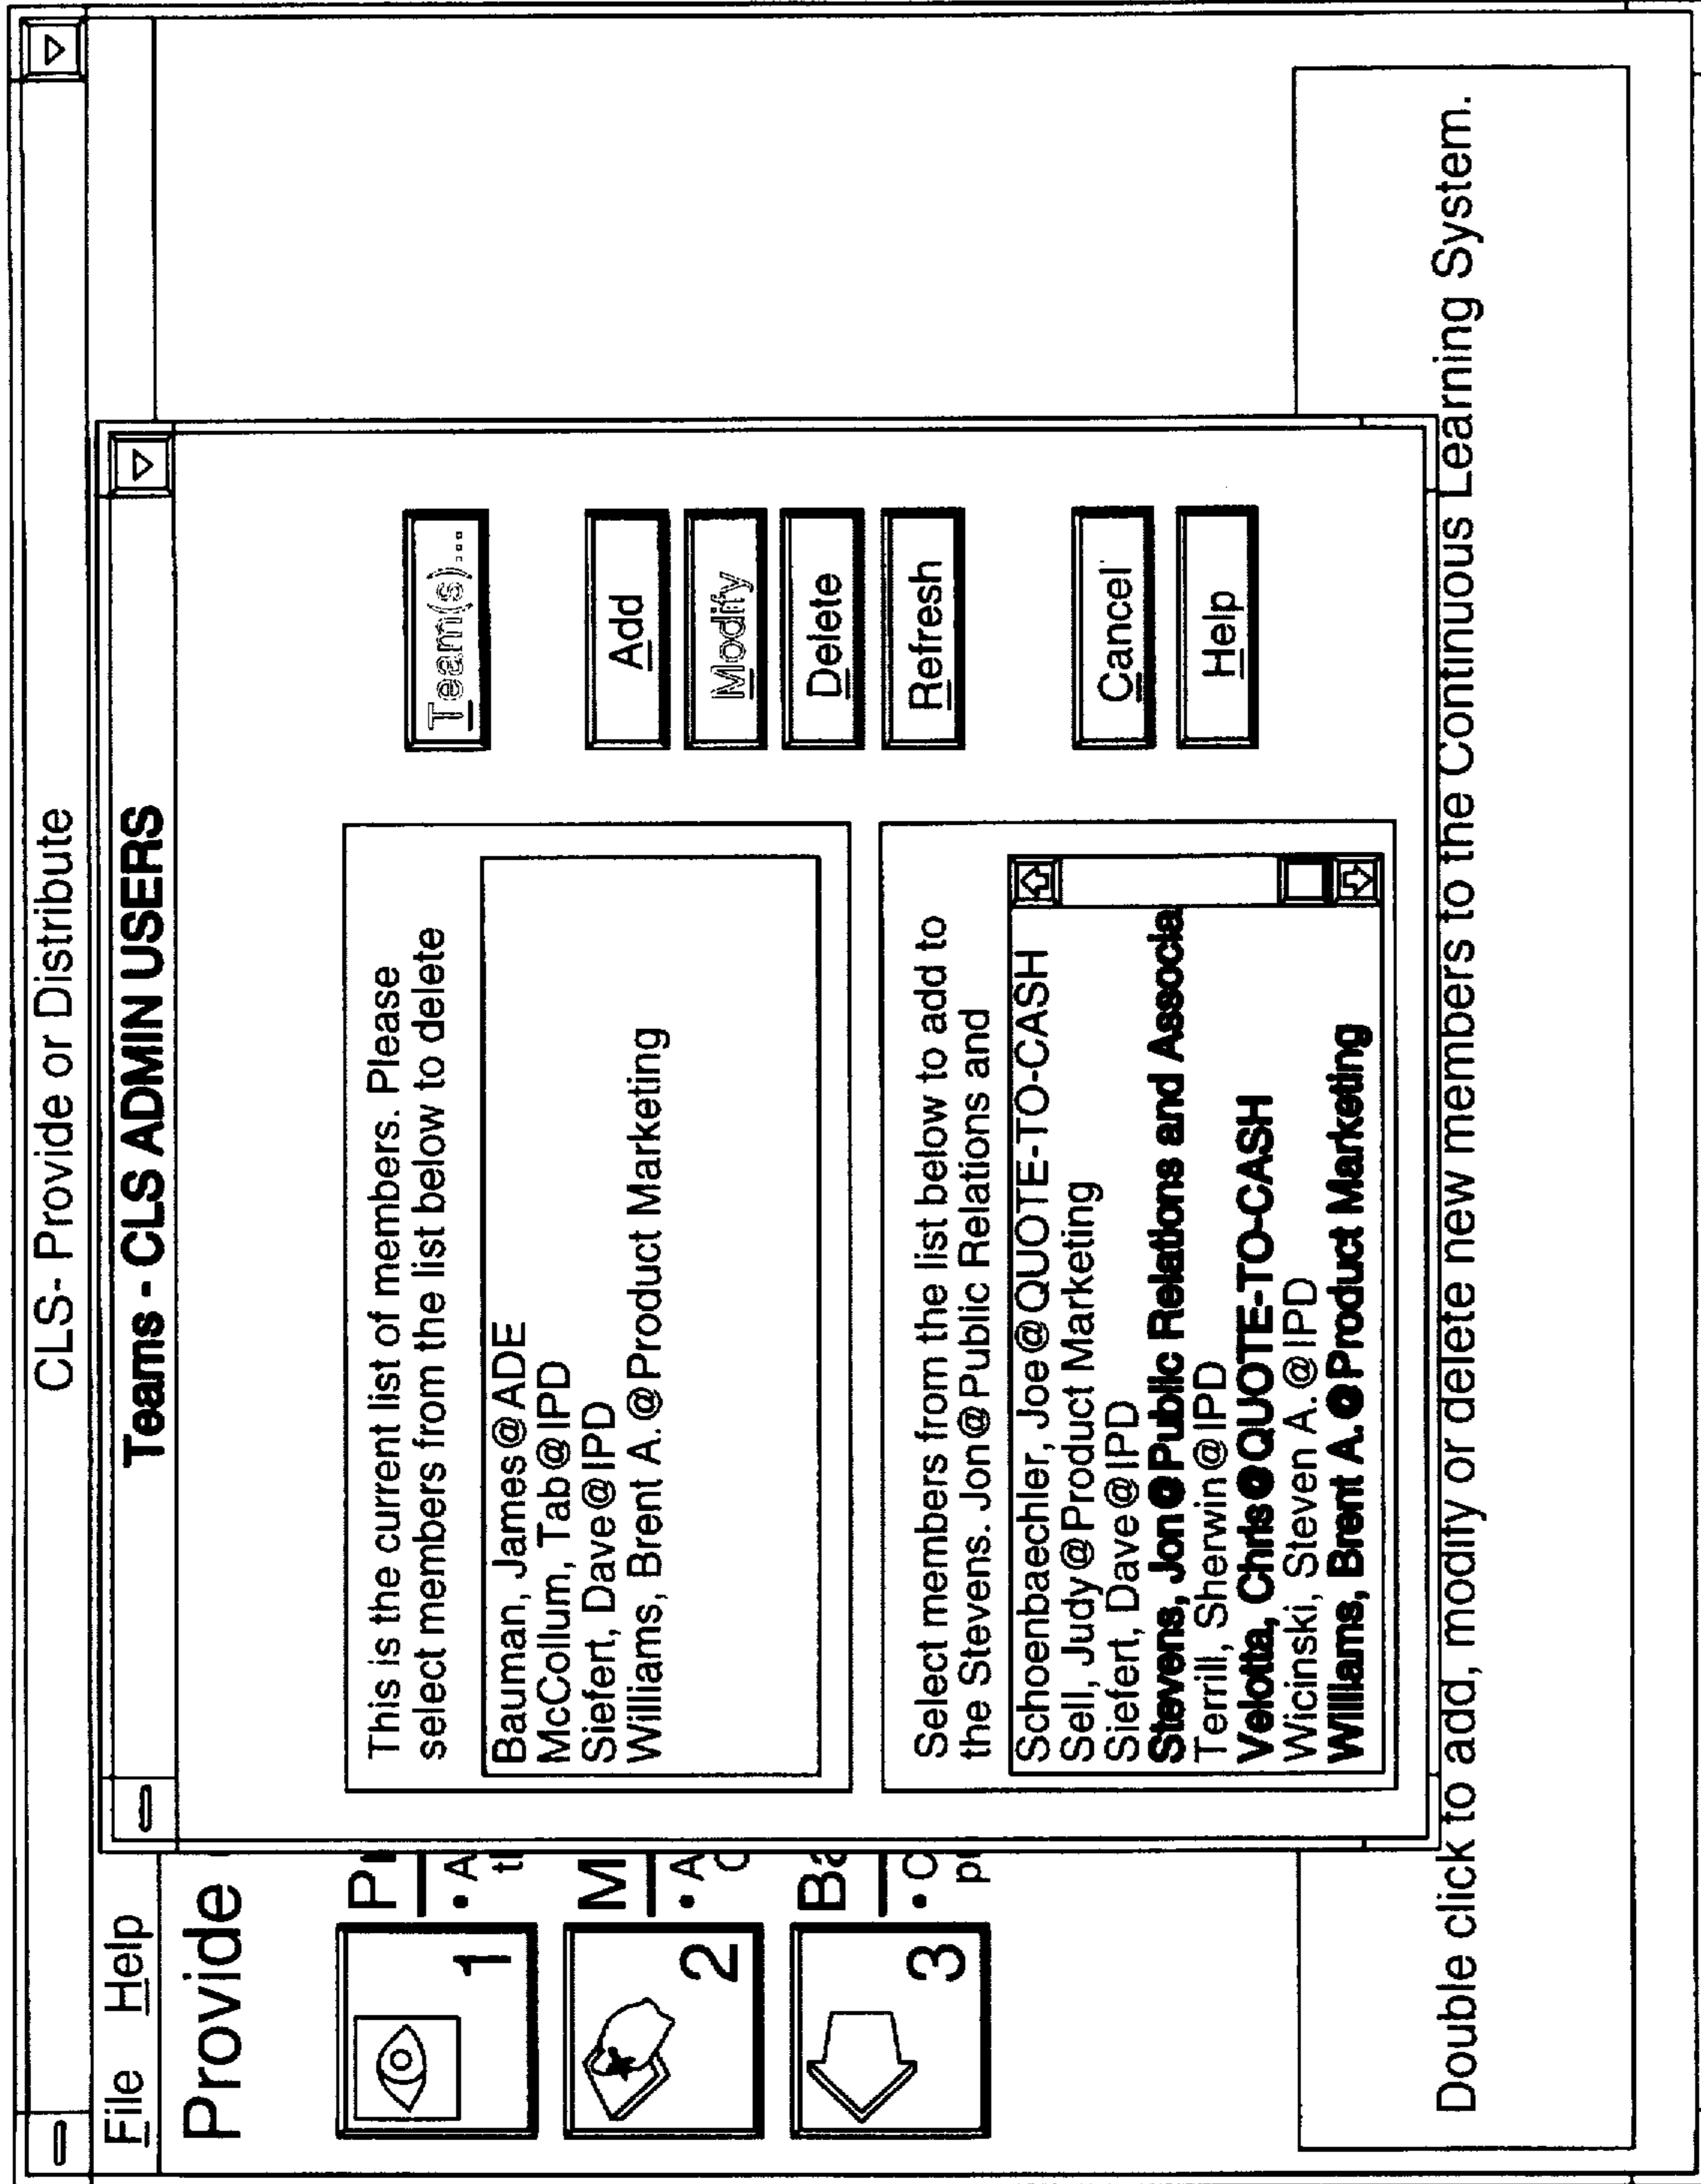 CLS- Provide or Distribute
File Help
Provide
Teams - CLS ADMIN USERS
1
2
3
This is the current list of members. Please
select members from the list below to delete
Bauman, James@ADE
McCollum, Tab@IPD
Siefert, Dave@IPD
Williams, Brent A.@Product Marketing
Select members from the list below to add to
the Stevens. Jon@Public Relations and
Schoenbaechler, Joe@QUOTE-TO-CASH
Sell, Judy@Product Marketing
Siefert, Dave@IPD
Stevens, Jon@Public Relations and Associa
Terrill, Sherwin@IPD
Velotta, Chris@QUOTE-TO-CASH
Wicinski, Steven A.@IPD
Williams, Brent A.@Product Marketing
Team(s)...
Add
Modify
Delete
Refresh
Cancel
Help
Double click to add, modify or delete new members to the Continuous Learning System.